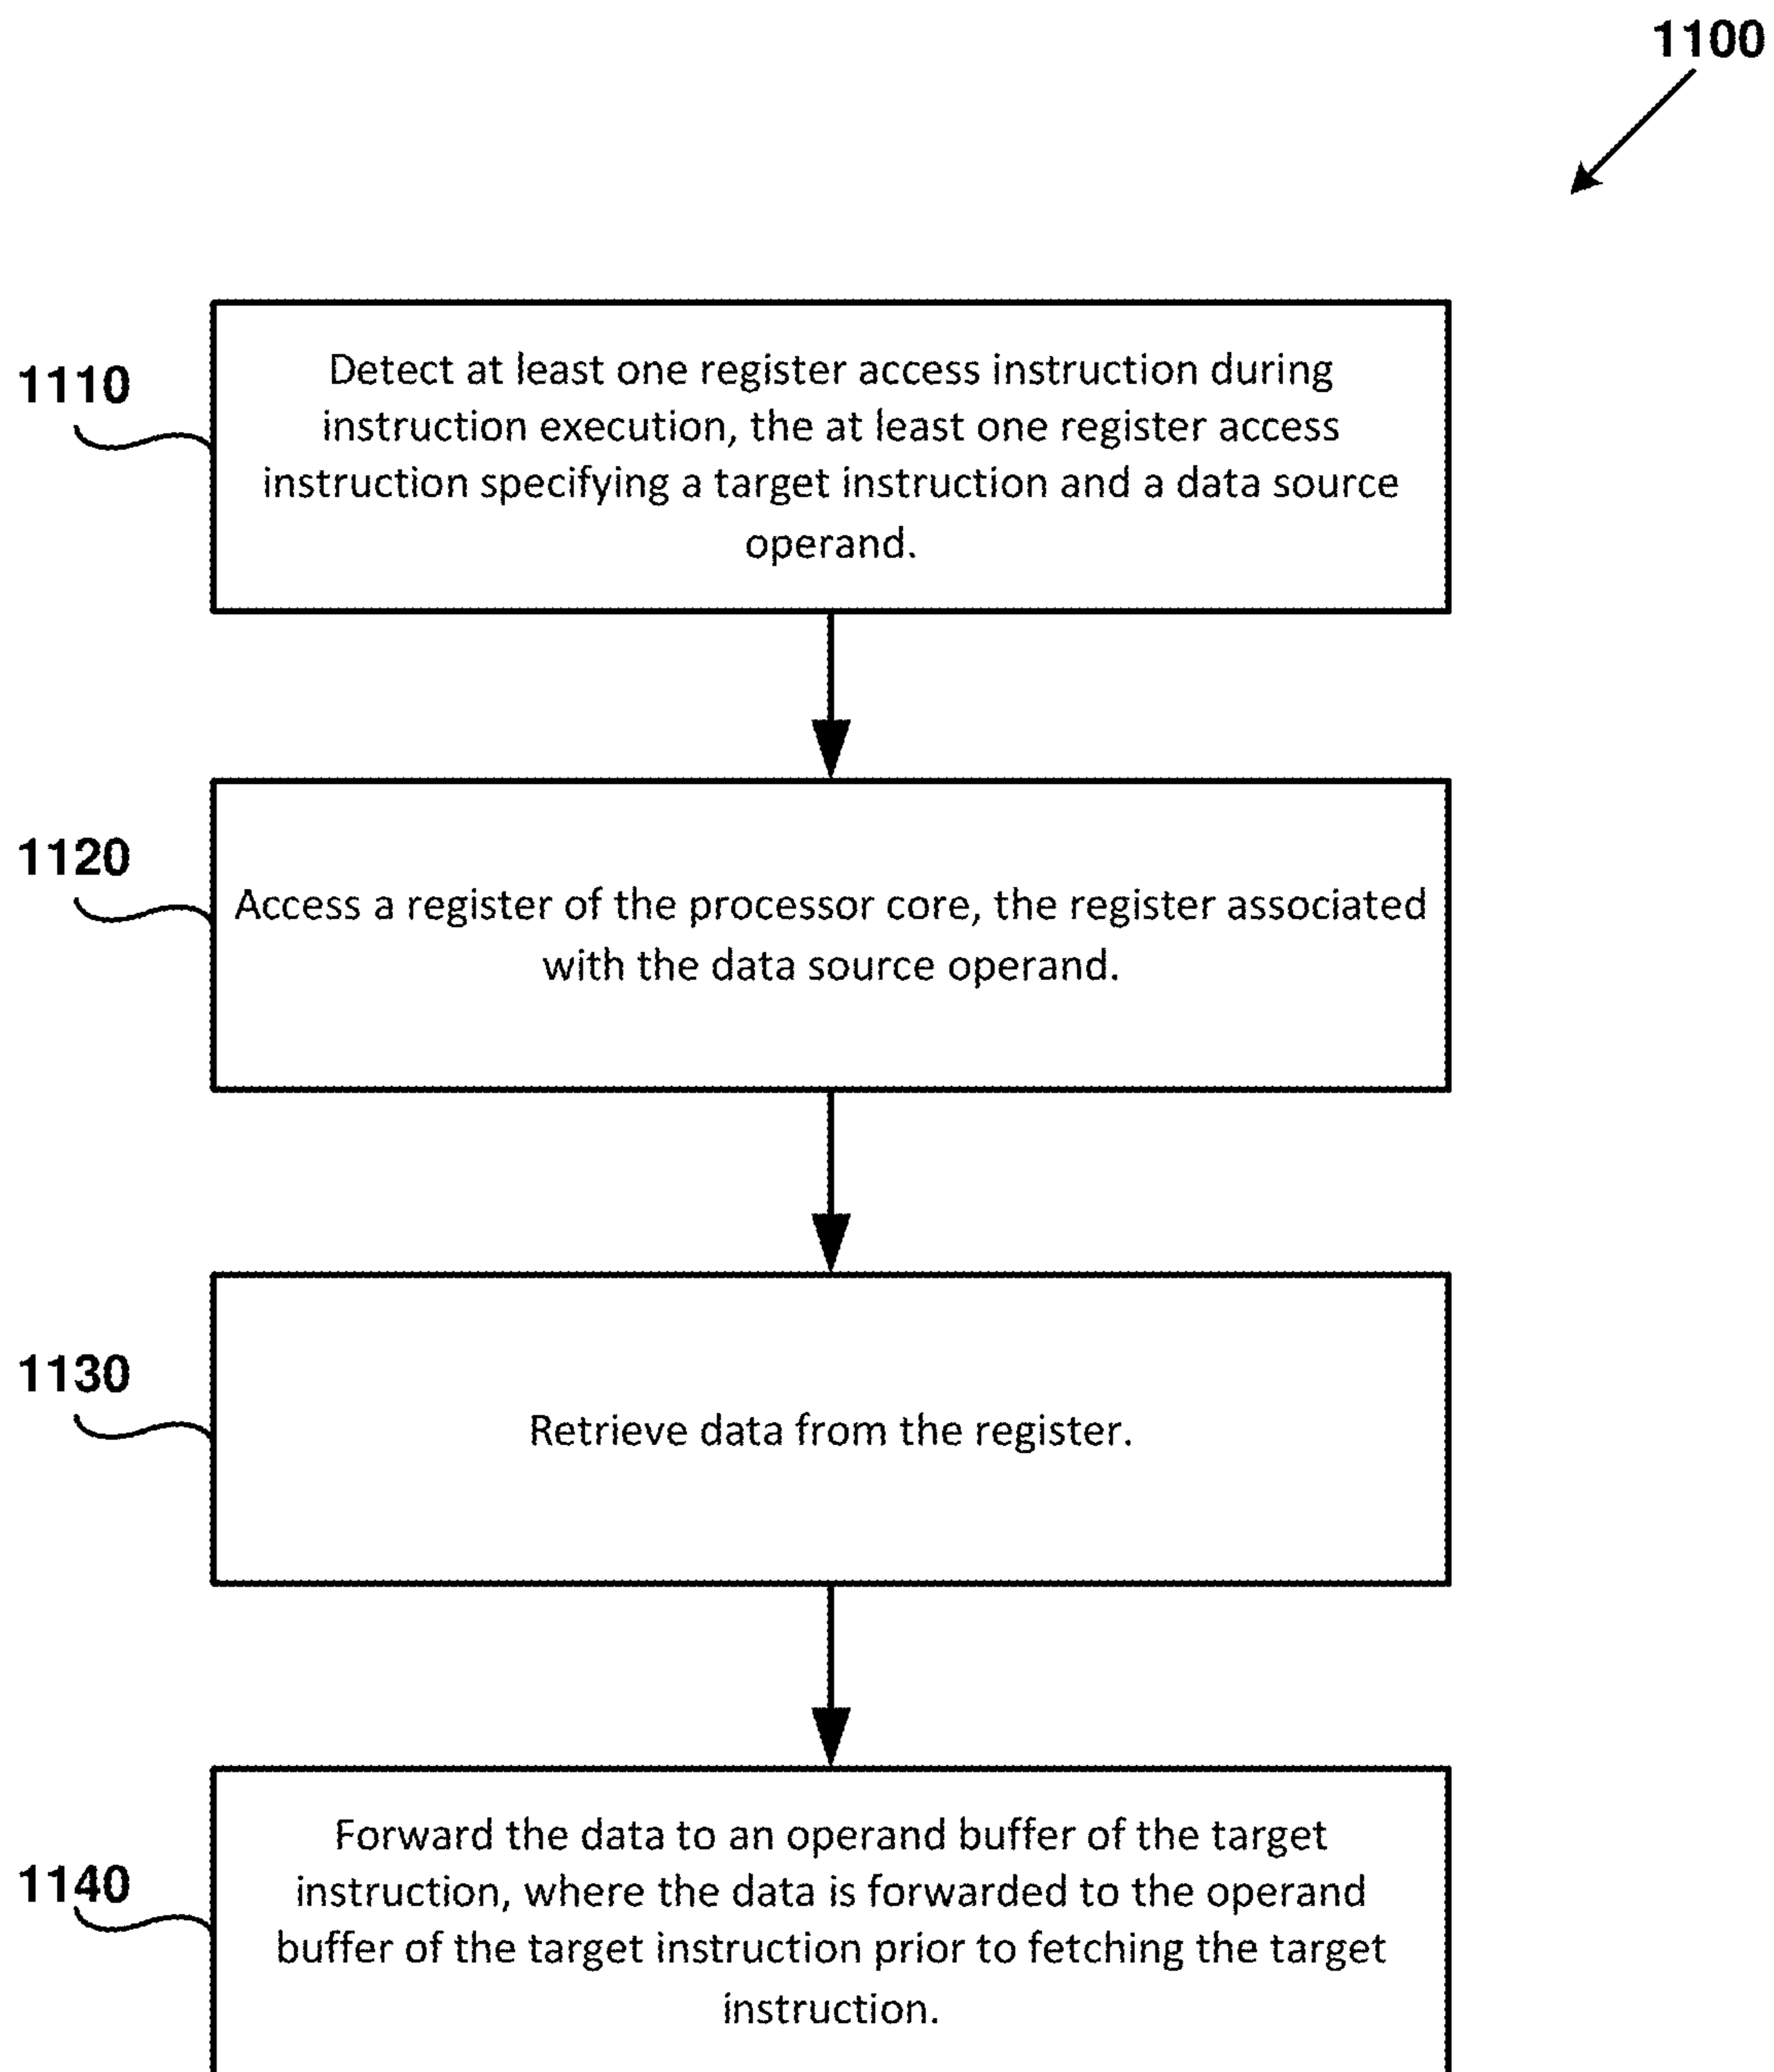 1100
1110
Detect at least one register access instruction during
instruction execution, the at least one register access
instruction specifying a target instruction and a data source
operand.
1120
Access a register of the processor core, the register associated
with the data source operand.
1130
Retrieve data from the register.
1140
Forward the data to an operand buffer of the target
instruction, where the data is forwarded to the operand
buffer of the target instruction prior to fetching the target
instruction.